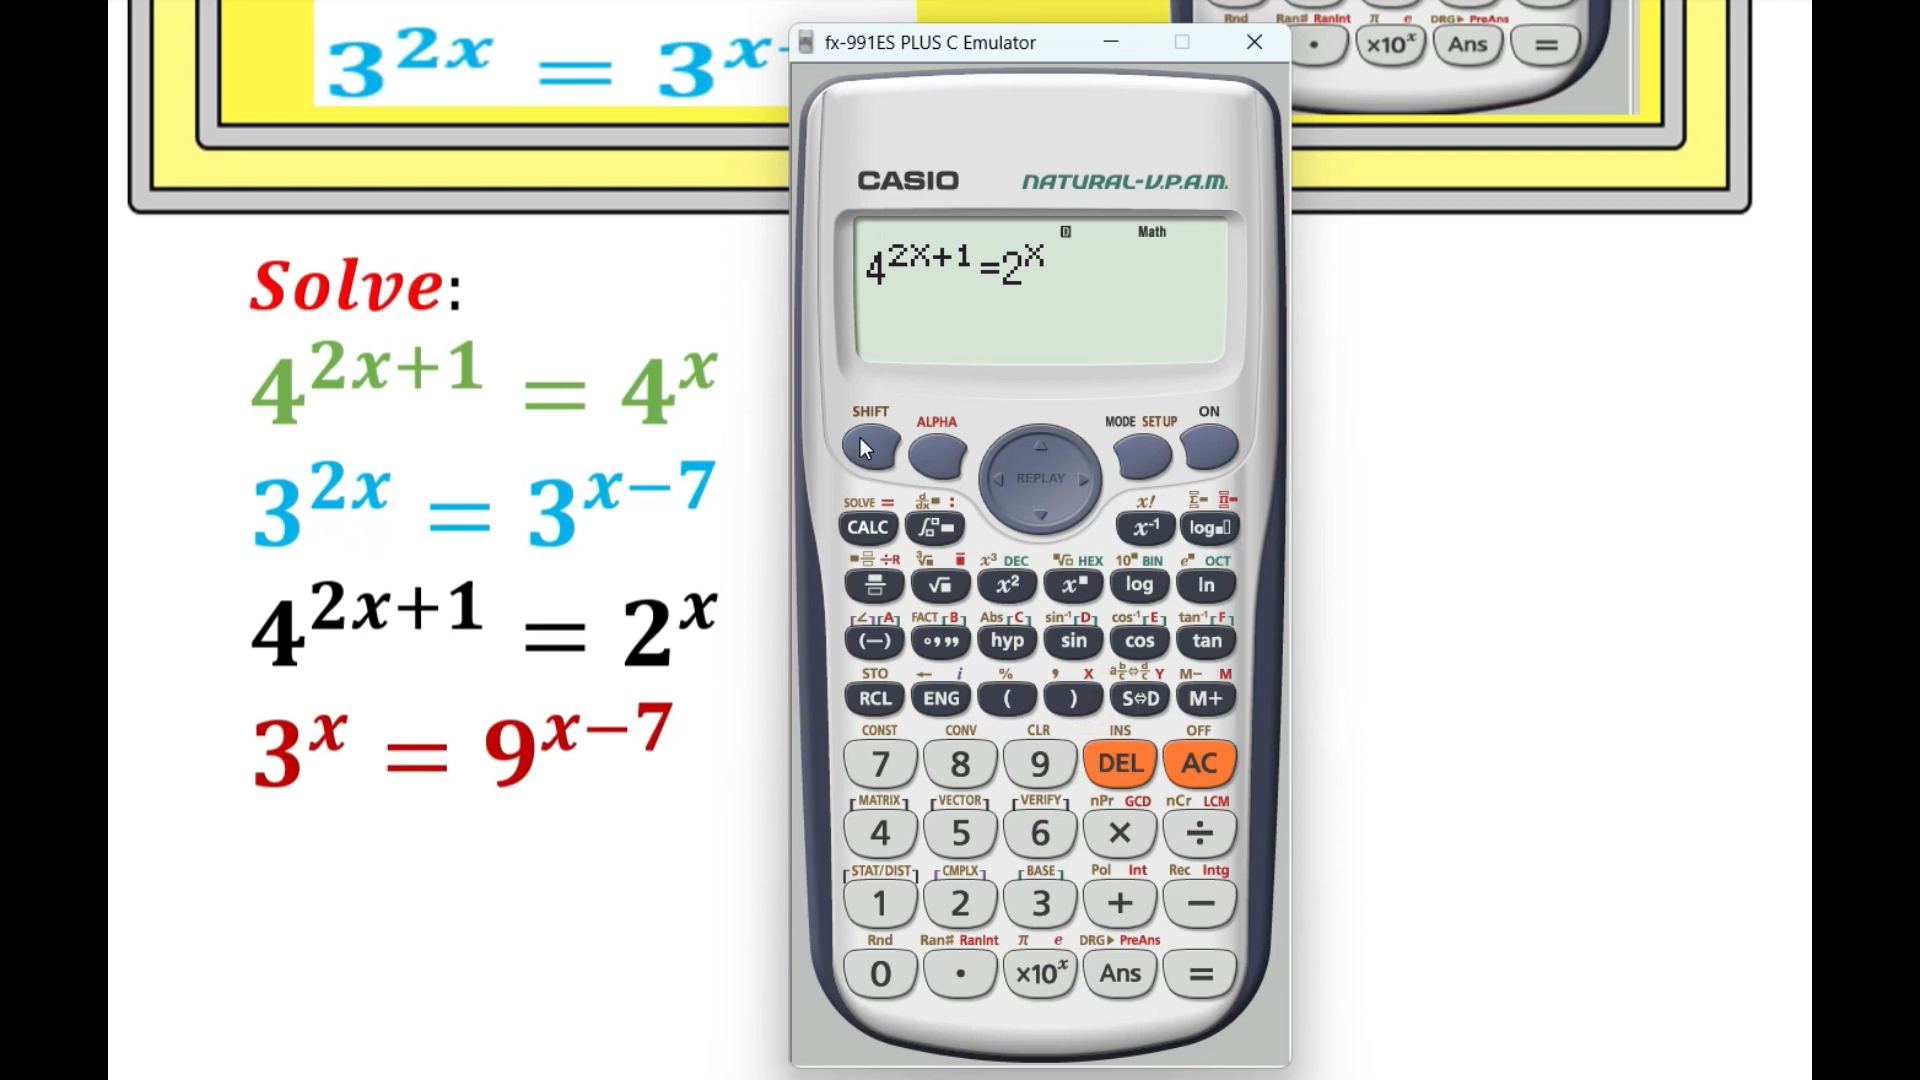 3^{2x} = 3^{x-
Rnd Ran# RanInt π e DRG▶ PreAns
· ×10^x Ans =
fx-991ES PLUS C Emulator
CASIO NATURAL-V.P.A.M.
D Math
4^{2X+1}=2^X
Solve:
4^{2x+1} = 4^x
3^{2x} = 3^{x-7}
4^{2x+1} = 2^x
3^x = 9^{x-7}
SHIFT ALPHA MODE SETUP ON
REPLAY
SOLVE = d/dx■ : x! Σ■ Π■
CALC ∫■ x⁻¹ log■□
■□/□ ÷R ³√■ x³ DEC ■√□ HEX 10^■ BIN e^■ OCT
√■ x² x^■ log ln
∠ A FACT B Abs C sin⁻¹ D cos⁻¹ E tan⁻¹ F
(−) °,,, hyp sin cos tan
STO ← i % , X a b/c⇔d/c Y M− M
RCL ENG ( ) S⇔D M+
CONST CONV CLR INS OFF
7 8 9 DEL AC
MATRIX VECTOR VERIFY nPr GCD nCr LCM
4 5 6 × ÷
STAT/DIST CMPLX BASE Pol Int Rec Intg
1 2 3 + −
Rnd Ran# RanInt π e DRG▶ PreAns
0 · ×10^x Ans =